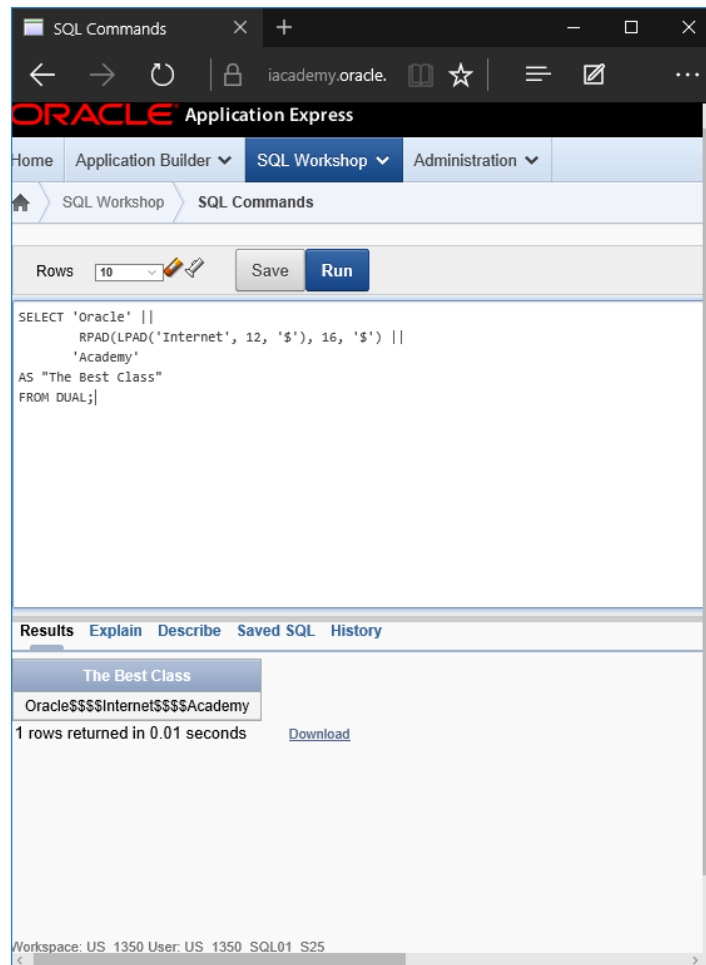 SQL Commands
iacademy.oracle.
ORACLE Application Express
Home Application Builder SQL Workshop Administration
SQL Workshop SQL Commands
Rows 10 Save Run
SELECT 'Oracle' ||
RPAD(LPAD('Internet', 12, '$'), 16, '$') ||
'Academy'
AS "The Best Class"
FROM DUAL;
Results Explain Describe Saved SQL History
The Best Class
Oracle$$$$Internet$$$$Academy
1 rows returned in 0.01 seconds Download
Workspace: US_1350 User: US_1350_SQL01_S25